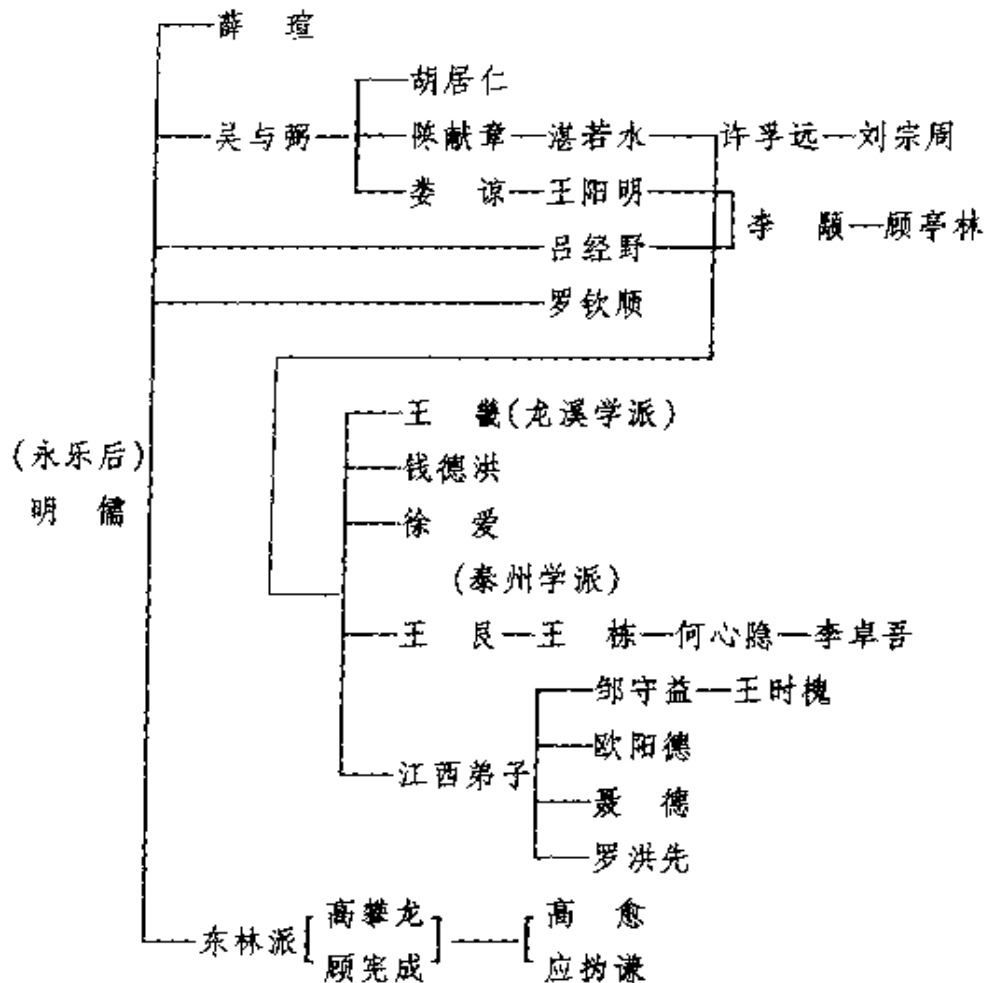 薛 瑄
胡居仁
吴与弼 陈献章 湛若水 许孚远 刘宗周
娄 谅 王阳明
李 颙 顾亭林
吕经野
罗钦顺
王 畿(龙溪学派)
(永乐后)
钱德洪
明 儒
徐 爱
(泰州学派)
王 艮 王 栋 何心隐 李卓吾
邹守益 王时槐
欧阳德
江西弟子
聂 德
罗洪先
高攀龙 高 愈
东林派
顾宪成 应㧑谦